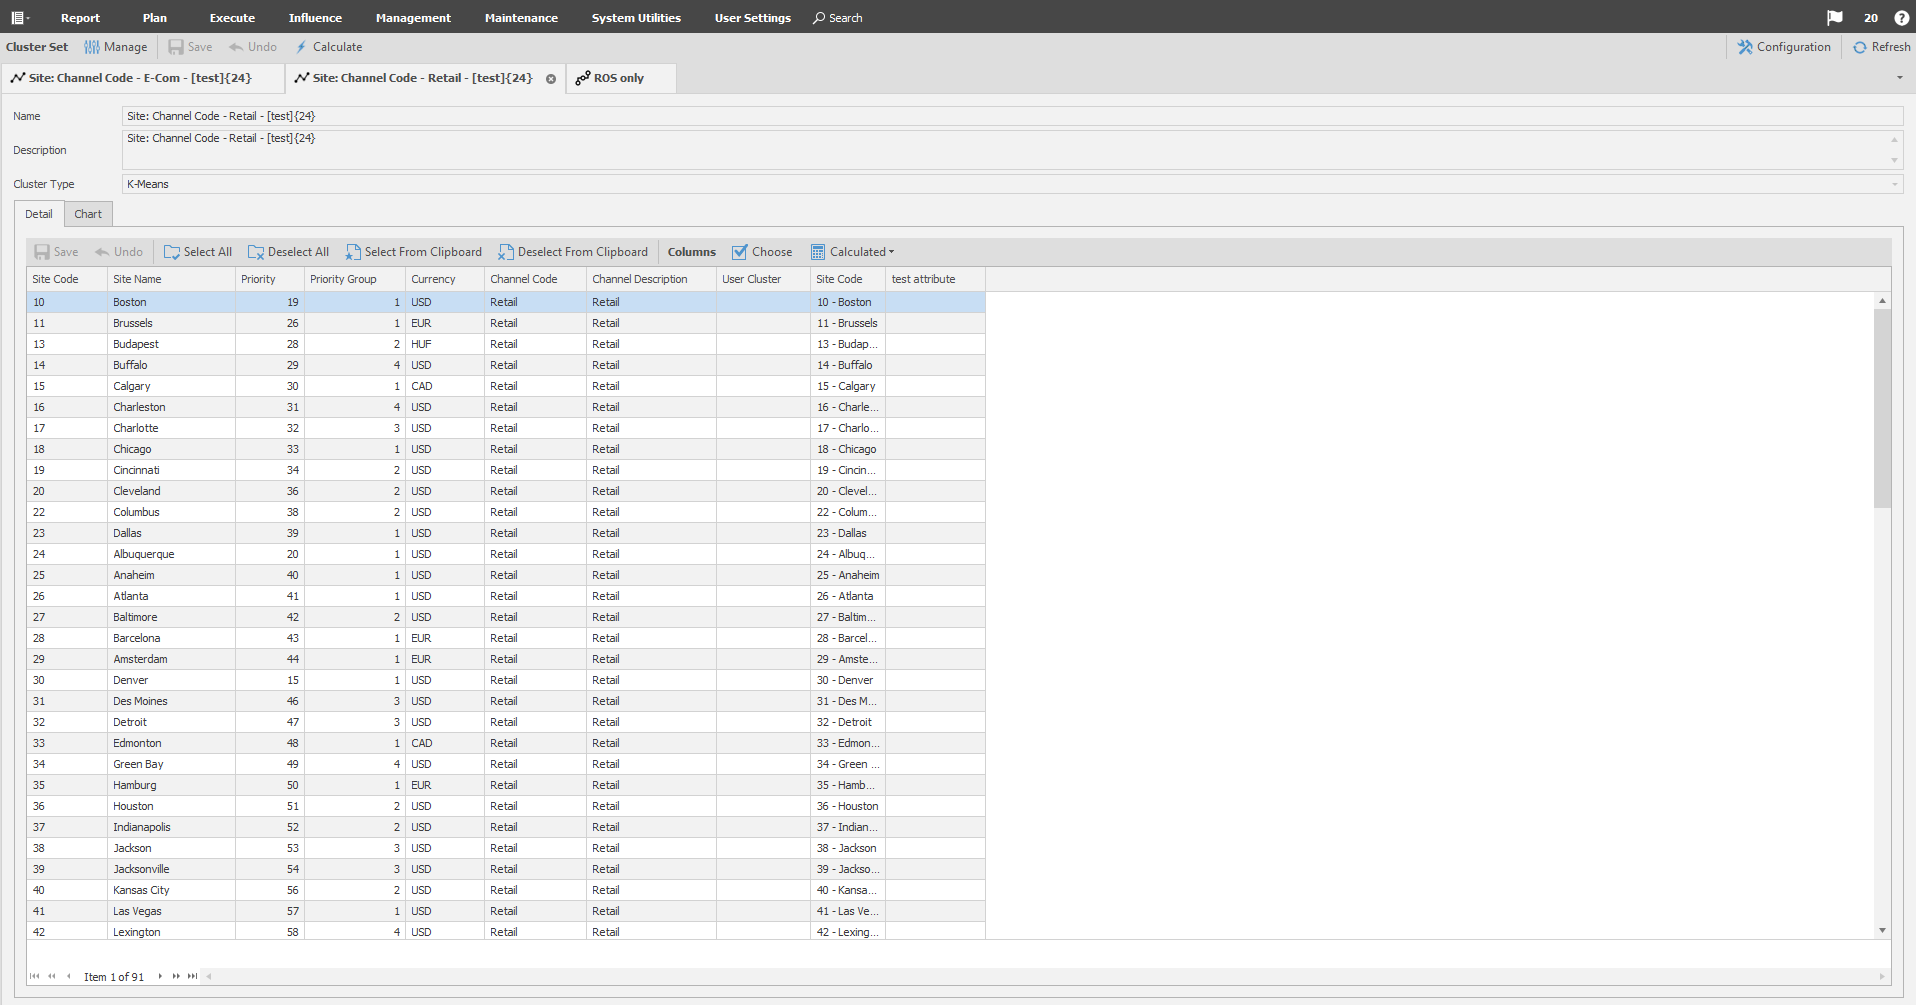 Report Plan Execute Influence Management Maintenance System Utilities User Settings Search 20 ?
Cluster Set Manage Save Undo Calculate Configuration Refresh
Site: Channel Code - E-Com - [test]{24} Site: Channel Code - Retail - [test]{24} ROS only
Name Site: Channel Code - Retail - [test]{24}
Description Site: Channel Code - Retail - [test]{24}
Cluster Type K-Means
Detail Chart
Save Undo Select All Deselect All Select From Clipboard Deselect From Clipboard Columns Choose Calculated
Site Code Site Name Priority Priority Group Currency Channel Code Channel Description User Cluster Site Code test attribute
10 Boston 19 1 USD Retail Retail 10 - Boston
11 Brussels 26 1 EUR Retail Retail 11 - Brussels
13 Budapest 28 2 HUF Retail Retail 13 - Budap...
14 Buffalo 29 4 USD Retail Retail 14 - Buffalo
15 Calgary 30 1 CAD Retail Retail 15 - Calgary
16 Charleston 31 4 USD Retail Retail 16 - Charle...
17 Charlotte 32 3 USD Retail Retail 17 - Charlo...
18 Chicago 33 1 USD Retail Retail 18 - Chicago
19 Cincinnati 34 2 USD Retail Retail 19 - Cincin...
20 Cleveland 36 2 USD Retail Retail 20 - Clevel...
22 Columbus 38 2 USD Retail Retail 22 - Colum...
23 Dallas 39 1 USD Retail Retail 23 - Dallas
24 Albuquerque 20 1 USD Retail Retail 24 - Albuq...
25 Anaheim 40 1 USD Retail Retail 25 - Anaheim
26 Atlanta 41 1 USD Retail Retail 26 - Atlanta
27 Baltimore 42 2 USD Retail Retail 27 - Baltim...
28 Barcelona 43 1 EUR Retail Retail 28 - Barcel...
29 Amsterdam 44 1 EUR Retail Retail 29 - Amste...
30 Denver 15 1 USD Retail Retail 30 - Denver
31 Des Moines 46 3 USD Retail Retail 31 - Des M...
32 Detroit 47 3 USD Retail Retail 32 - Detroit
33 Edmonton 48 1 CAD Retail Retail 33 - Edmon...
34 Green Bay 49 4 USD Retail Retail 34 - Green ...
35 Hamburg 50 1 EUR Retail Retail 35 - Hamb...
36 Houston 51 2 USD Retail Retail 36 - Houston
37 Indianapolis 52 2 USD Retail Retail 37 - Indian...
38 Jackson 53 3 USD Retail Retail 38 - Jackson
39 Jacksonville 54 3 USD Retail Retail 39 - Jackso...
40 Kansas City 56 2 USD Retail Retail 40 - Kansa...
41 Las Vegas 57 1 USD Retail Retail 41 - Las Ve...
42 Lexington 58 4 USD Retail Retail 42 - Lexing...
Item 1 of 91